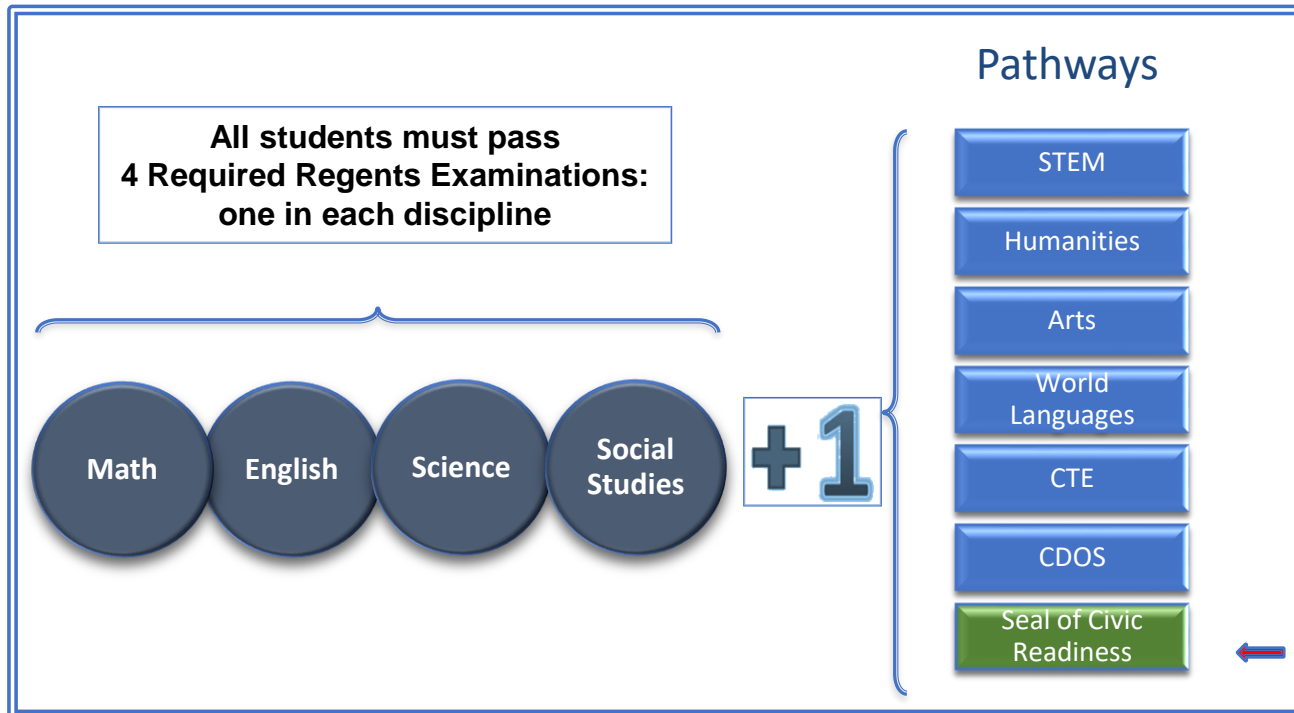 All students must pass
4 Required Regents Examinations:
one in each discipline
Math
English
Science
Social
Studies
+1
Pathways
STEM
Humanities
Arts
World
Languages
CTE
CDOS
Seal of Civic
Readiness